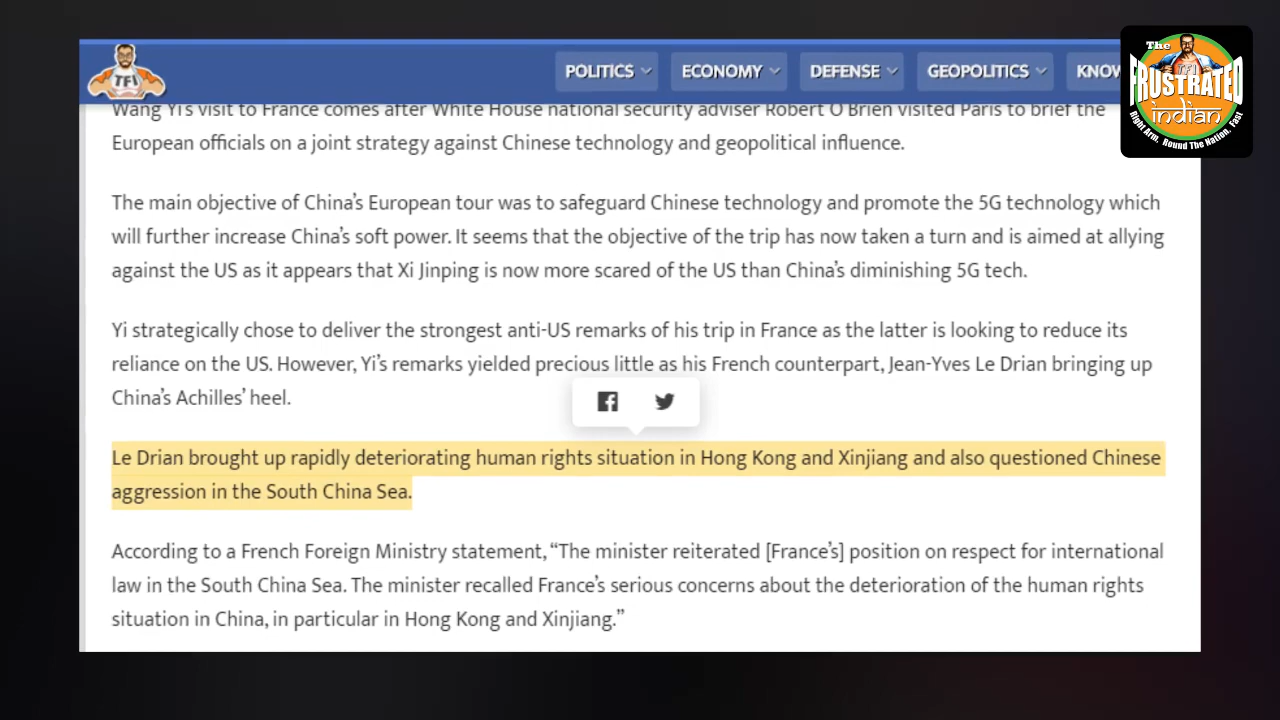 TFI
POLITICS
ECONOMY
DEFENSE
GEOPOLITICS
KNOW
The
TFI
FRUSTRATED
indian
Right Arm, Round The Nation, Fast
Wang Yi's visit to France comes after White House national security adviser Robert O'Brien visited Paris to brief the
European officials on a joint strategy against Chinese technology and geopolitical influence.
The main objective of China's European tour was to safeguard Chinese technology and promote the 5G technology which
will further increase China's soft power. It seems that the objective of the trip has now taken a turn and is aimed at allying
against the US as it appears that Xi Jinping is now more scared of the US than China's diminishing 5G tech.
Yi strategically chose to deliver the strongest anti-US remarks of his trip in France as the latter is looking to reduce its
reliance on the US. However, Yi's remarks yielded precious little as his French counterpart, Jean-Yves Le Drian bringing up
China's Achilles' heel.
Le Drian brought up rapidly deteriorating human rights situation in Hong Kong and Xinjiang and also questioned Chinese
aggression in the South China Sea.
According to a French Foreign Ministry statement, “The minister reiterated [France's] position on respect for international
law in the South China Sea. The minister recalled France's serious concerns about the deterioration of the human rights
situation in China, in particular in Hong Kong and Xinjiang.”